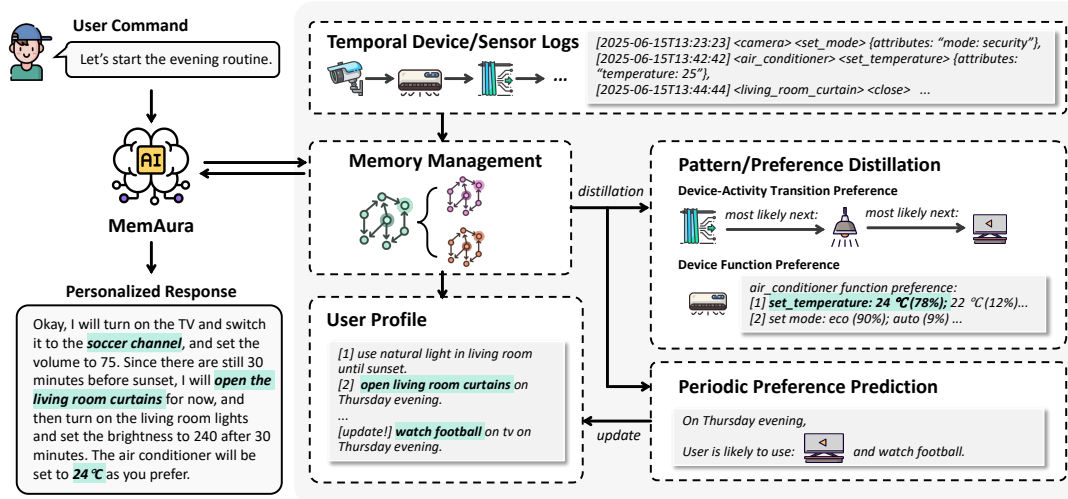 User Command
Let's start the evening routine.
AI
MemAura
Personalized Response
Okay, I will turn on the TV and switch
it to the soccer channel, and set the
volume to 75. Since there are still 30
minutes before sunset, I will open the
living room curtains for now, and
then turn on the living room lights
and set the brightness to 240 after 30
minutes. The air conditioner will be
set to 24℃ as you prefer.
Temporal Device/Sensor Logs
...
[2025-06-15T13:23:23] <camera> <set_mode> {attributes: “mode: security”},
[2025-06-15T13:42:42] <air_conditioner> <set_temperature> {attributes:
“temperature: 25”},
[2025-06-15T13:44:44] <living_room_curtain> <close> ...
Memory Management
distillation
User Profile
[1] use natural light in living room
until sunset.
[2] open living room curtains on
Thursday evening.
...
[update!] watch football on tv on
Thursday evening.
update
Pattern/Preference Distillation
Device-Activity Transition Preference
most likely next:
most likely next:
Device Function Preference
air_conditioner function preference:
[1] set_temperature: 24 ℃ (78%); 22 ℃ (12%)...
[2] set mode: eco (90%); auto (9%) ...
Periodic Preference Prediction
On Thursday evening,
User is likely to use: and watch football.